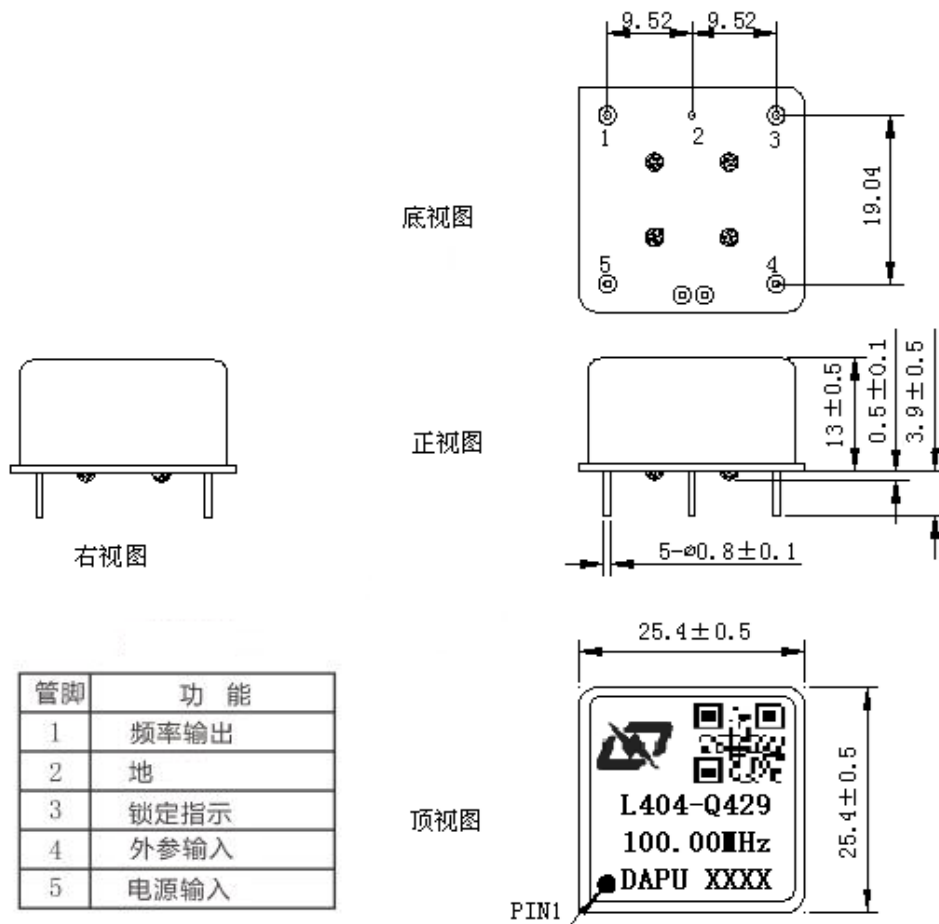 9.52 9.52
1 2 3
19.04
底视图
5 4
13±0.5
0.5±0.1
3.9±0.5
正视图
5-⌀0.8±0.1
右视图
25.4±0.5
管脚 功 能
1 频率输出
2 地
3 锁定指示
4 外参输入
5 电源输入
L404-Q429
100.00MHz
DAPU XXXX
顶视图
25.4±0.5
PIN1